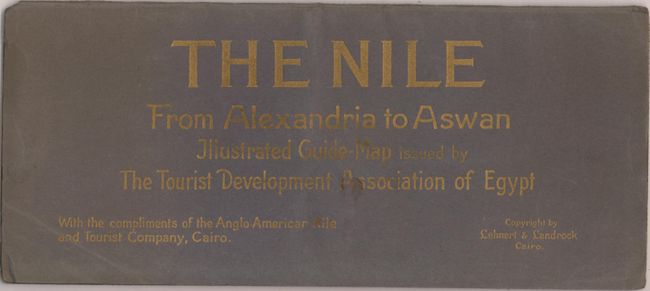 THE NILE
From Alexandria to Aswan
Illustrated Guide-Map issued by
The Tourist Development Association of Egypt
With the compliments of the Anglo-American Nile
and Tourist Company, Cairo.
Copyright by
Lehnert & Landrock
Cairo.